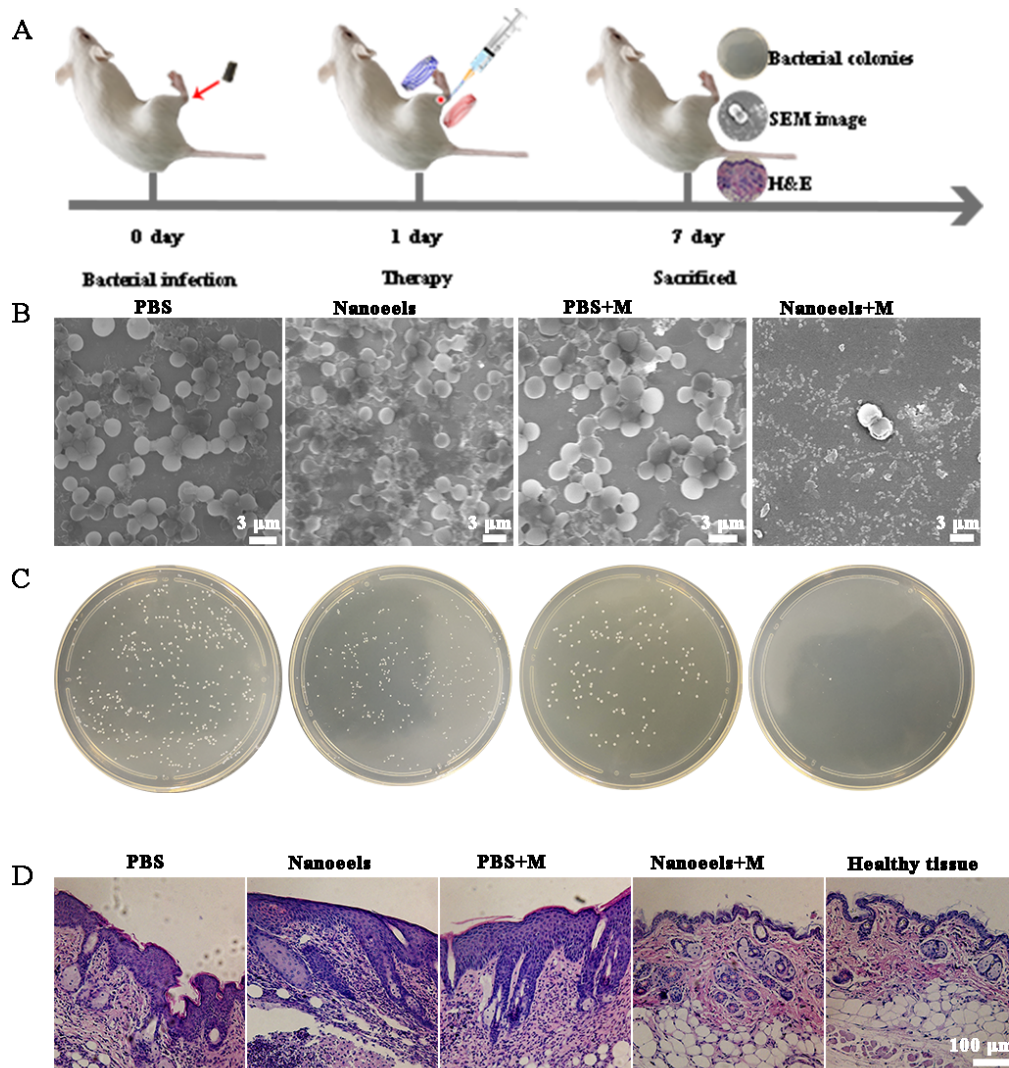 A
Bacterial colonies
SEM image
H&E
0 day
1 day
7 day
Bacterial infection
Therapy
Sacrificed
B
PBS
Nanoeels
PBS+M
Nanoeels+M
3 μm
3 μm
3 μm
3 μm
C
D
PBS
Nanoeels
PBS+M
Nanoeels+M
Healthy tissue
100 μm